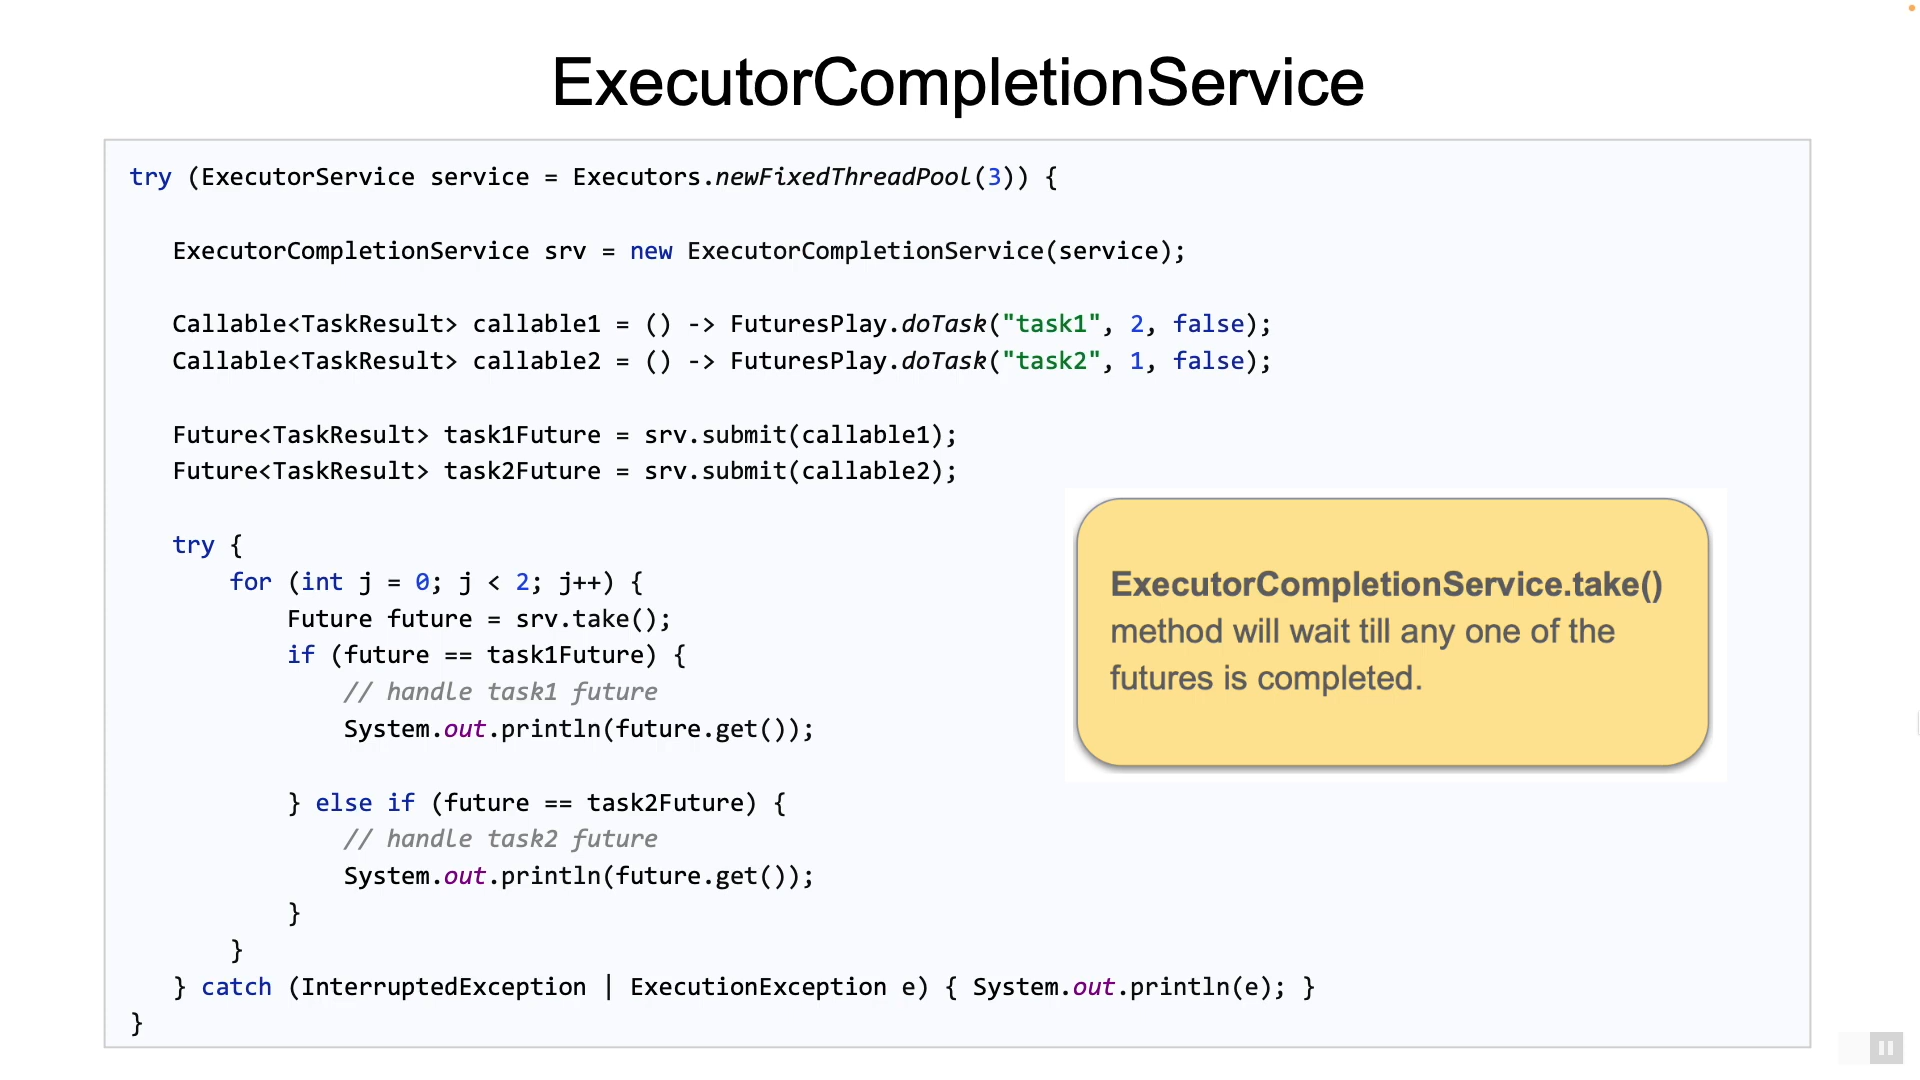 ExecutorCompletionService
try (ExecutorService service = Executors.newFixedThreadPool(3)) {
ExecutorCompletionService srv = new ExecutorCompletionService(service);
Callable<TaskResult> callable1 = () -> FuturesPlay.doTask("task1", 2, false);
Callable<TaskResult> callable2 = () -> FuturesPlay.doTask("task2", 1, false);
Future<TaskResult> task1Future = srv.submit(callable1);
Future<TaskResult> task2Future = srv.submit(callable2);
try {
for (int j = 0; j < 2; j++) {
Future future = srv.take();
if (future == task1Future) {
// handle task1 future
System.out.println(future.get());
} else if (future == task2Future) {
// handle task2 future
System.out.println(future.get());
}
}
} catch (InterruptedException | ExecutionException e) { System.out.println(e); }
}
ExecutorCompletionService.take()
method will wait till any one of the
futures is completed.